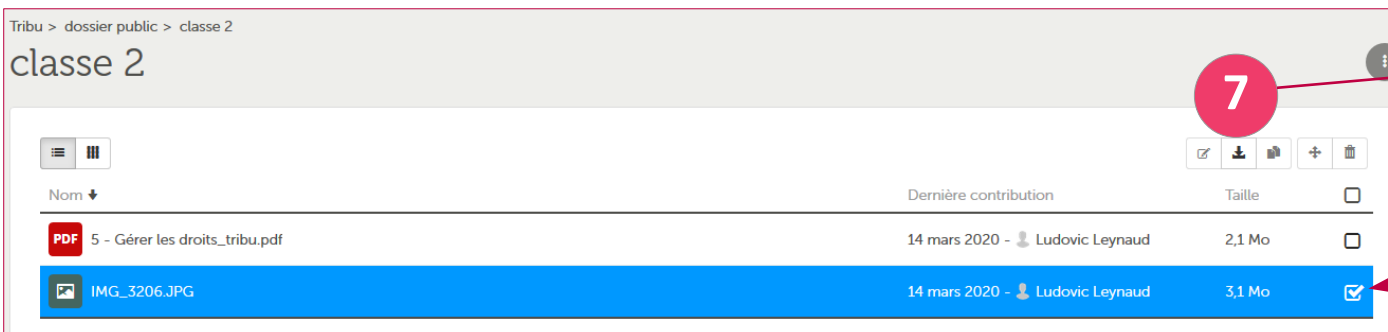 Tribu > dossier public > classe 2
classe 2
7
Nom
Dernière contribution
Taille
PDF 5 - Gérer les droits_tribu.pdf
14 mars 2020 - Ludovic Leynaud
2,1 Mo
IMG_3206.JPG
14 mars 2020 - Ludovic Leynaud
3,1 Mo